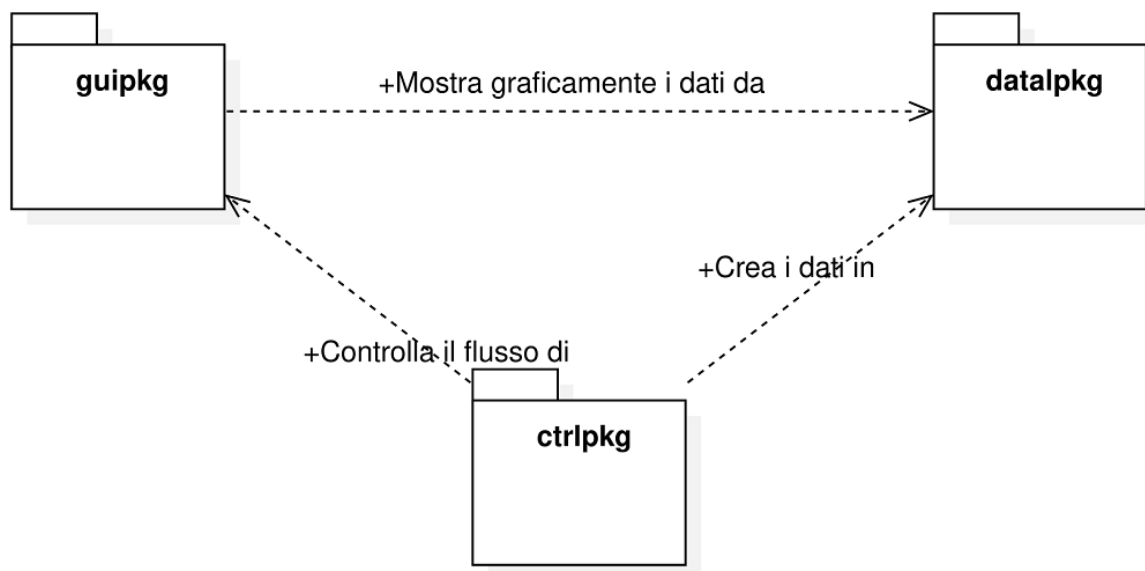 guipkg
+Mostra graficamente i dati da
datalpkg
+Crea i dati in
+Controlla il flusso di
ctrlpkg